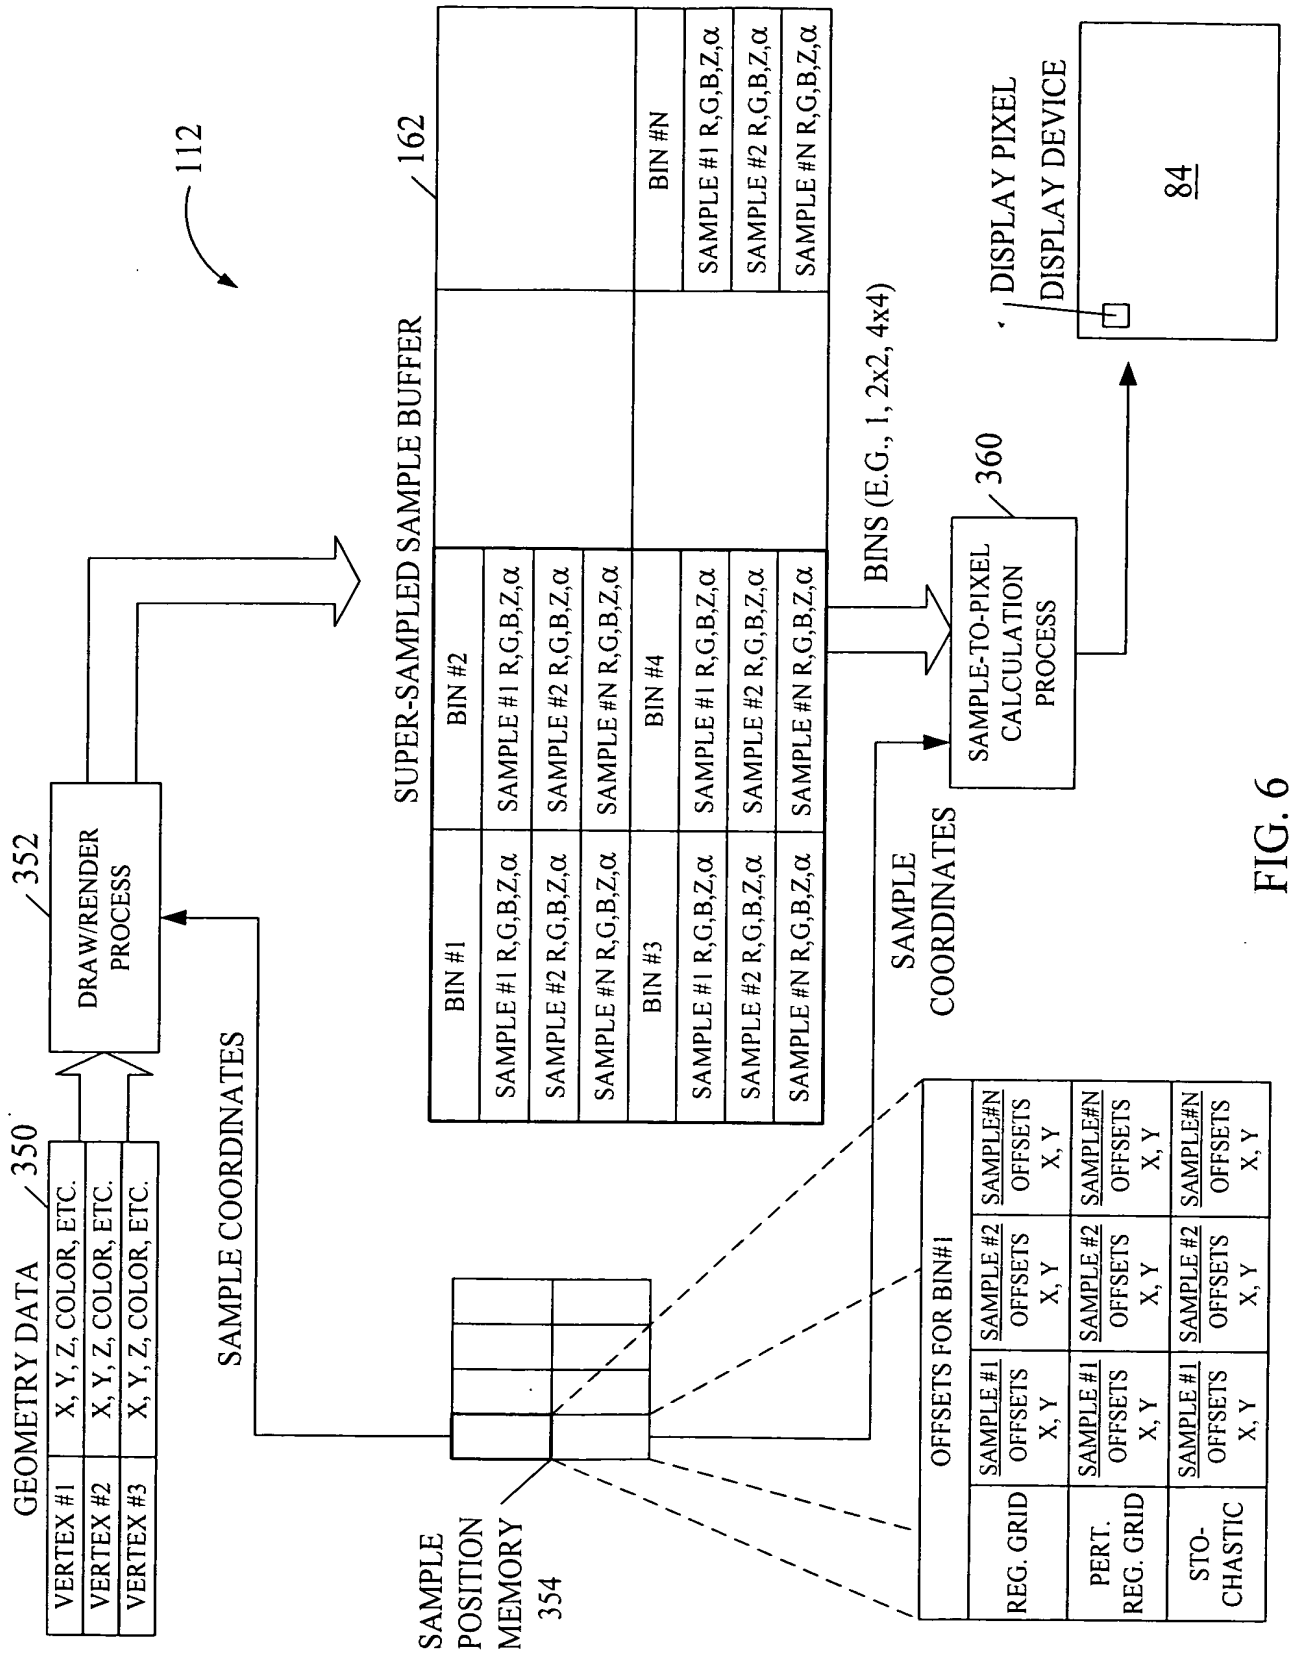 GEOMETRY DATA
350
VERTEX #1 X, Y, Z, COLOR, ETC.
VERTEX #2 X, Y, Z, COLOR, ETC.
VERTEX #3 X, Y, Z, COLOR, ETC.
352
DRAW/RENDER
PROCESS
112
SAMPLE COORDINATES
SUPER-SAMPLED SAMPLE BUFFER
162
BIN #1
SAMPLE #1 R,G,B,Z,α
SAMPLE #2 R,G,B,Z,α
SAMPLE #N R,G,B,Z,α
BIN #2
SAMPLE #1 R,G,B,Z,α
SAMPLE #2 R,G,B,Z,α
SAMPLE #N R,G,B,Z,α
BIN #3
SAMPLE #1 R,G,B,Z,α
SAMPLE #2 R,G,B,Z,α
SAMPLE #N R,G,B,Z,α
BIN #4
SAMPLE #1 R,G,B,Z,α
SAMPLE #2 R,G,B,Z,α
SAMPLE #N R,G,B,Z,α
BIN #N
SAMPLE #1 R,G,B,Z,α
SAMPLE #2 R,G,B,Z,α
SAMPLE #N R,G,B,Z,α
SAMPLE
POSITION
MEMORY
354
SAMPLE
COORDINATES
BINS (E.G., 1, 2x2, 4x4)
360
SAMPLE-TO-PIXEL
CALCULATION
PROCESS
DISPLAY PIXEL
DISPLAY DEVICE
84
OFFSETS FOR BIN#1
REG. GRID
SAMPLE #1
OFFSETS
X, Y
SAMPLE #2
OFFSETS
X, Y
SAMPLE#N
OFFSETS
X, Y
PERT.
REG. GRID
SAMPLE #1
OFFSETS
X, Y
SAMPLE #2
OFFSETS
X, Y
SAMPLE#N
OFFSETS
X, Y
STO-
CHASTIC
SAMPLE #1
OFFSETS
X, Y
SAMPLE #2
OFFSETS
X, Y
SAMPLE#N
OFFSETS
X, Y
FIG. 6